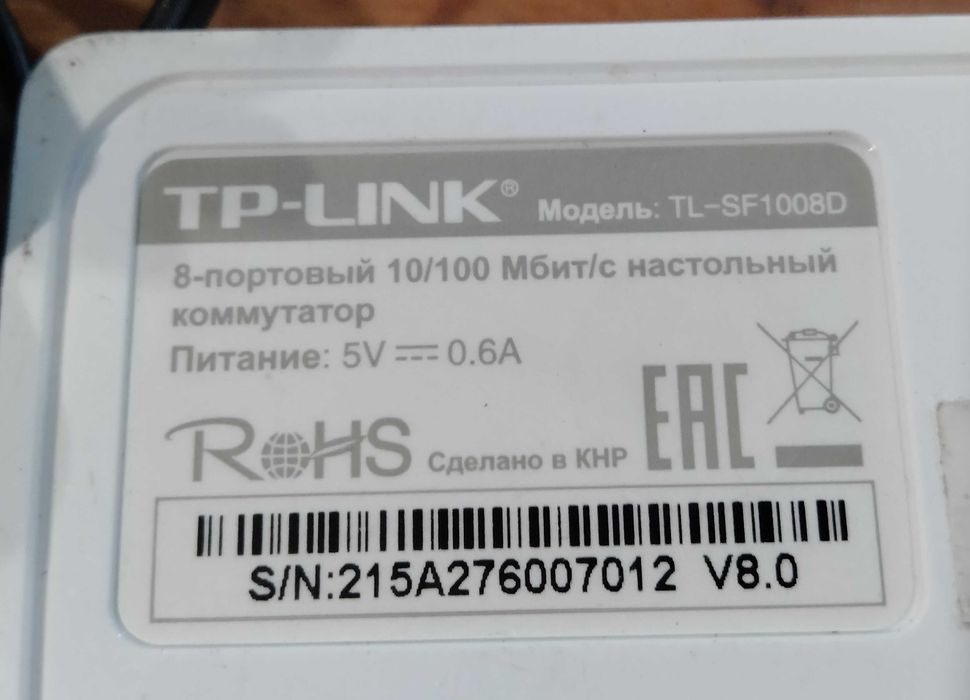 TP-LINK® Модель: TL-SF1008D
8-портовый 10/100 Мбит/с настольный
коммутатор
Питание: 5V 0.6A
RoHS Сделано в КНР EAC
S/N:215A276007012 V8.0